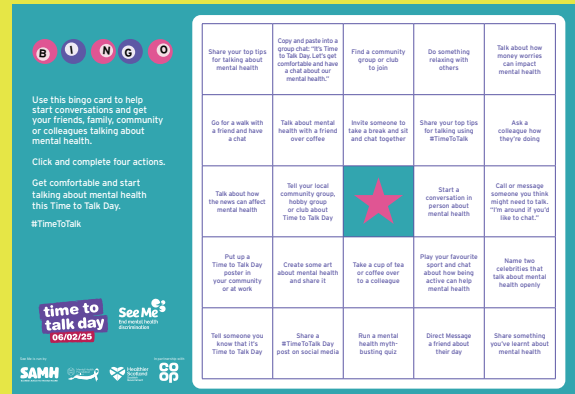 BINGO
Use this bingo card to help
start conversations and get
your friends, family, community
or colleagues talking about
mental health.
Click and complete four actions.
Get comfortable and start
talking about mental health
this Time to Talk Day.
#TimeToTalk
Share your top tips
for talking about
mental health
Copy and paste into a
group chat: "It's Time
to Talk Day. Let's get
comfortable and have
a chat about our
mental health."
Find a community
group or club
to join
Do something
relaxing with
others
Talk about how
money worries
can impact
mental health
Go for a walk with
a friend and have
a chat
Talk about mental
health with a friend
over coffee
Invite someone to
take a break and sit
and chat together
Share your top tips
for talking using
#TimeToTalk
Ask a
colleague how
they're doing
Talk about how
the news can affect
mental health
Tell your local
community group,
hobby group
or club about
Time to Talk Day
Start a
conversation in
person about
mental health
Call or message
someone you think
might need to talk.
"I'm around if you'd
like to chat."
Put up a
Time to Talk Day
poster in
your community
or at work
Create some art
about mental health
and share it
Take a cup of tea
or coffee over
to a colleague
Play your favourite
sport and chat
about how being
active can help
mental health
Name two
celebrities that
talk about mental
health openly
Tell someone you
know that it's
Time to Talk Day
Share a
#TimeToTalk Day
post on social media
Run a mental
health myth-
busting quiz
Direct Message
a friend about
their day
Share something
you've learnt about
mental health
time to
talk day
06/02/25
See Me
End mental health
discrimination
See Me is run by
SAMH
Healthier
Scotland
Scottish
Government
In partnership with
co
op